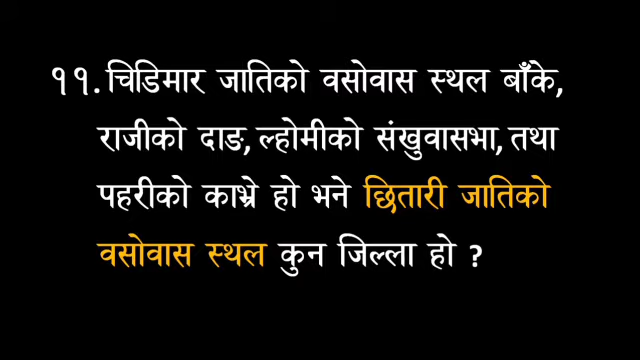 ११. चिडिमार जातिको वसोवास स्थल बाँके,
राजीको दाङ, ल्होमीको संखुवासभा, तथा
पहरीको काभ्रे हो भने छितारी जातिको
वसोवास स्थल कुन जिल्ला हो ?